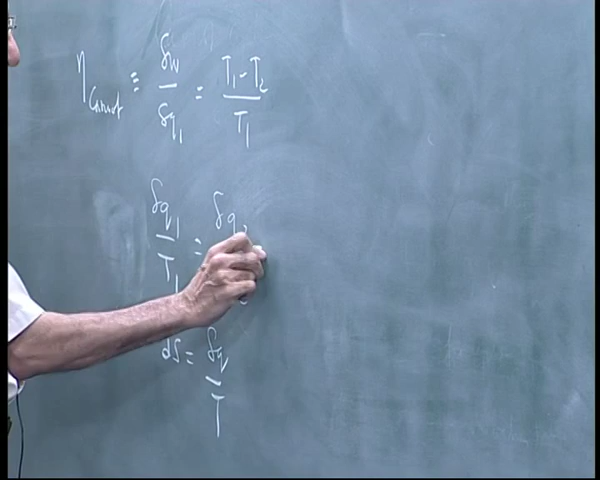 η_Carnot ≡ δw/δq₁ = (T₁ - T₂)/T₁
δq₁/T₁ = δq₂
dS = δq/T